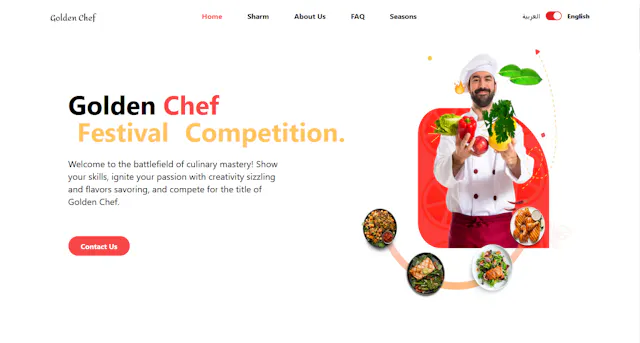 Golden Chef
Home
Sharm
About Us
FAQ
Seasons
العربية
English
Golden Chef
Festival Competition.
Welcome to the battlefield of culinary mastery! Show
your skills, ignite your passion with creativity sizzling
and flavors savoring, and compete for the title of
Golden Chef.
Contact Us